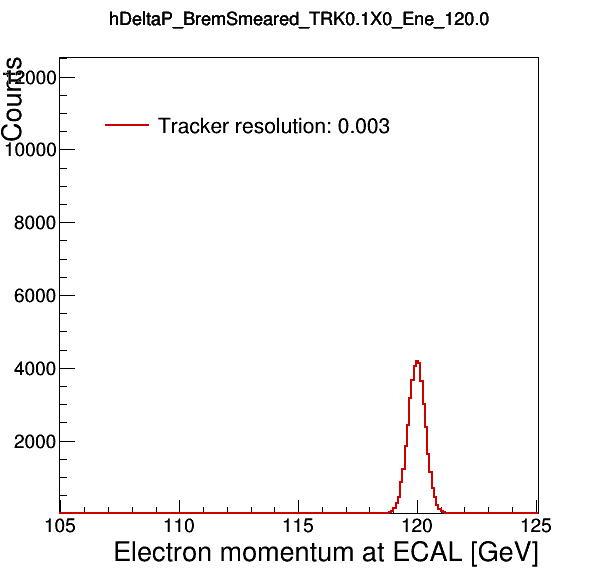 hDeltaP_BremSmeared_TRK0.1X0_Ene_120.0
Counts
12000
10000
8000
6000
4000
2000
Tracker resolution: 0.003
105 110 115 120 125
Electron momentum at ECAL [GeV]